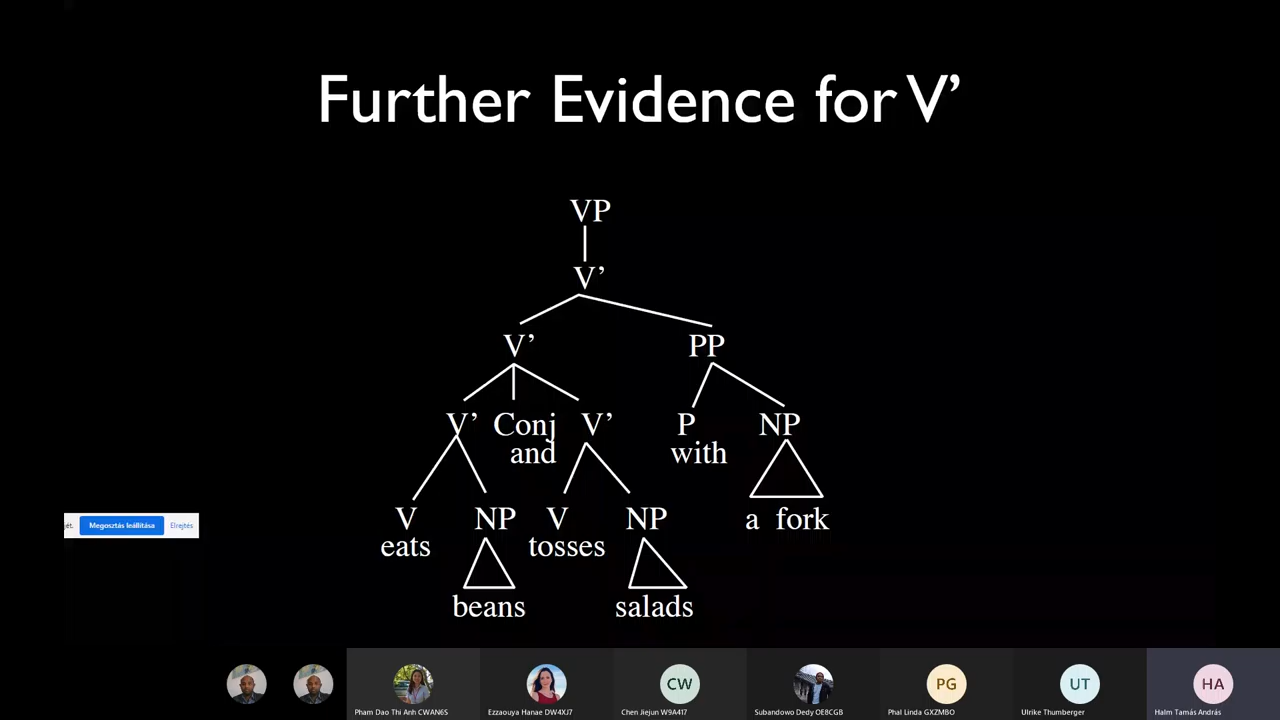 Further Evidence for V’
VP
V’
V’ PP
V’ Conj V’ P NP
and with
V NP V NP a fork
eats tosses
beans salads
jét. Megosztás leállítása Elrejtés
CW PG UT HA
Pham Dao Thi Anh CWAN6S Ezzaouya Hanae DW4XJ7 Chen Jiejun W9A417 Subandowo Dedy OE8CGB Phal Linda GXZMBO Ulrike Thumberger Halm Tamás András